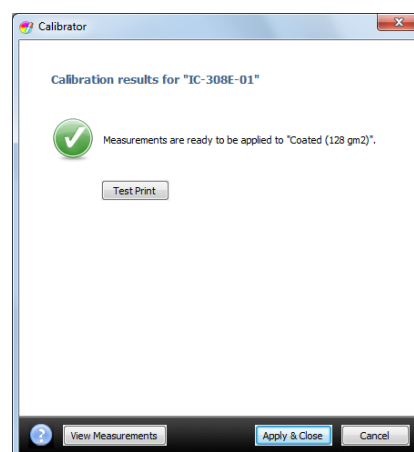 Calibrator
Calibration results for "IC-308E-01"
Measurements are ready to be applied to "Coated (128 gm2)".
Test Print
? View Measurements Apply & Close Cancel